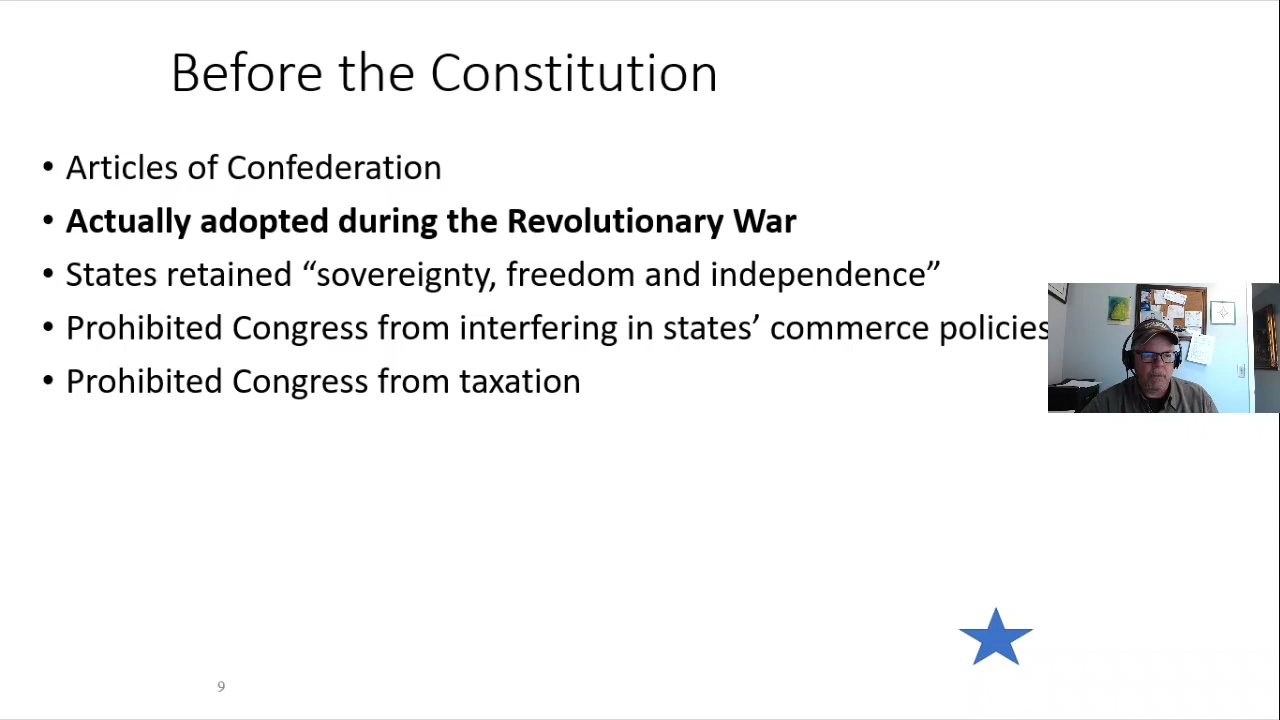 Before the Constitution
• Articles of Confederation
• Actually adopted during the Revolutionary War
• States retained “sovereignty, freedom and independence”
• Prohibited Congress from interfering in states’ commerce policies
• Prohibited Congress from taxation
9